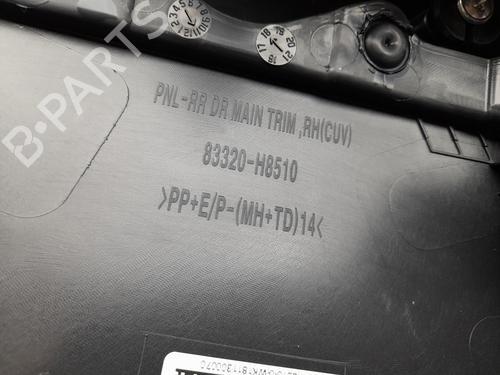 PNL-RR DR MAIN TRIM ,RH(CUV)
83320-H8510
>PP+E/P-(MH+TD)14<
B-PARTS